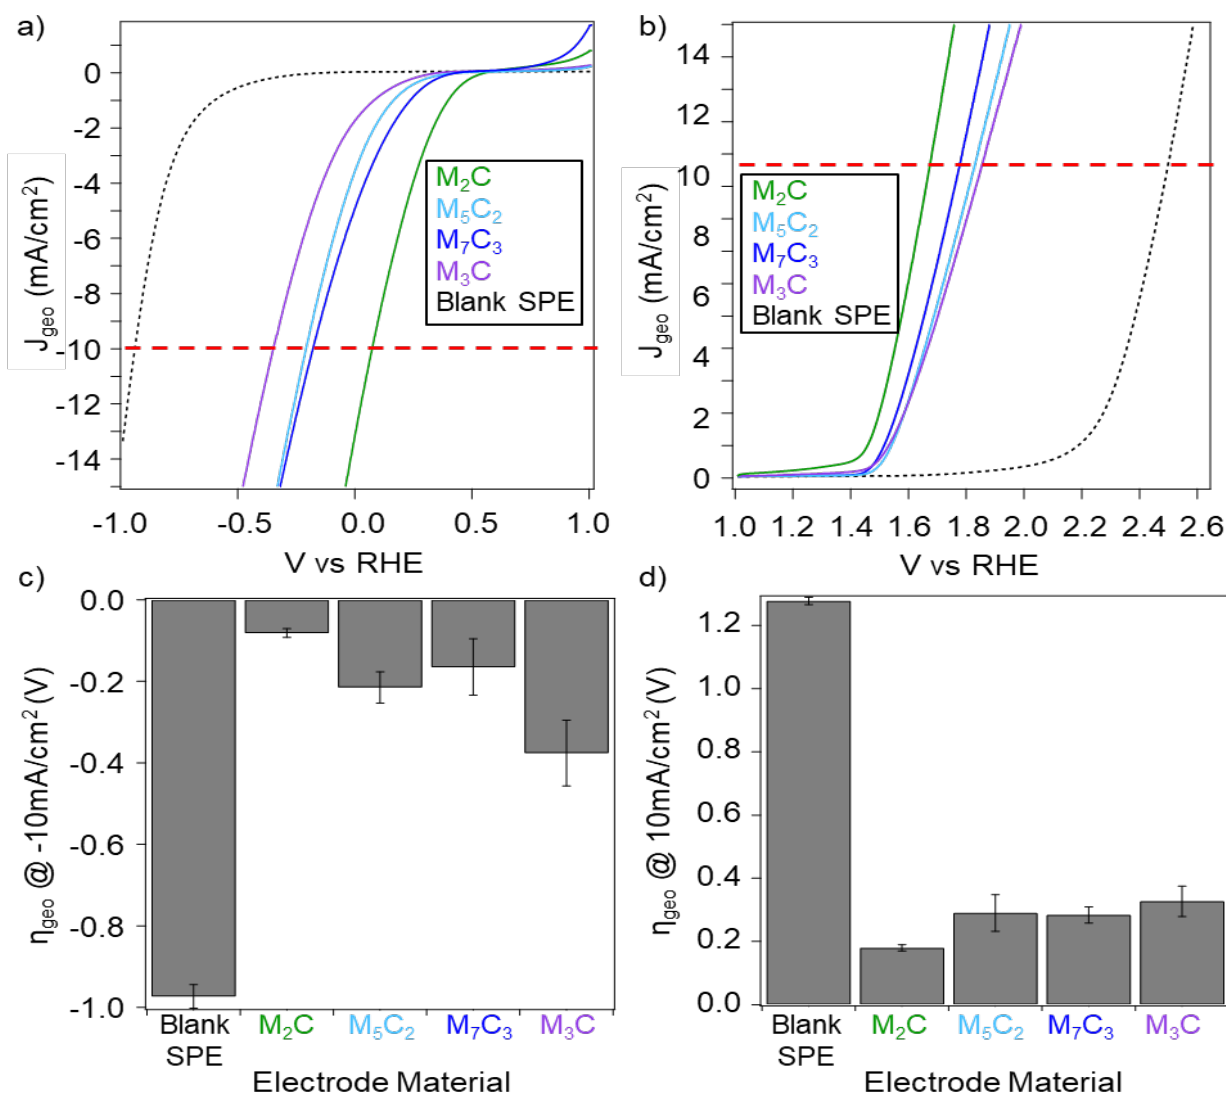 a)
0
-2
-4
-6
-8
-10
-12
-14
J_geo (mA/cm²)
M₂C
M₅C₂
M₇C₃
M₃C
Blank SPE
-1.0 -0.5 0.0 0.5 1.0
V vs RHE
b)
14
12
10
8
6
4
2
0
J_geo (mA/cm²)
M₂C
M₅C₂
M₇C₃
M₃C
Blank SPE
1.0 1.2 1.4 1.6 1.8 2.0 2.2 2.4 2.6
V vs RHE
c)
0.0
-0.2
-0.4
-0.6
-0.8
-1.0
η_geo @ -10mA/cm² (V)
Blank M₂C M₅C₂ M₇C₃ M₃C
SPE
Electrode Material
d)
1.2
1.0
0.8
0.6
0.4
0.2
0.0
η_geo @ 10mA/cm² (V)
Blank M₂C M₅C₂ M₇C₃ M₃C
SPE
Electrode Material